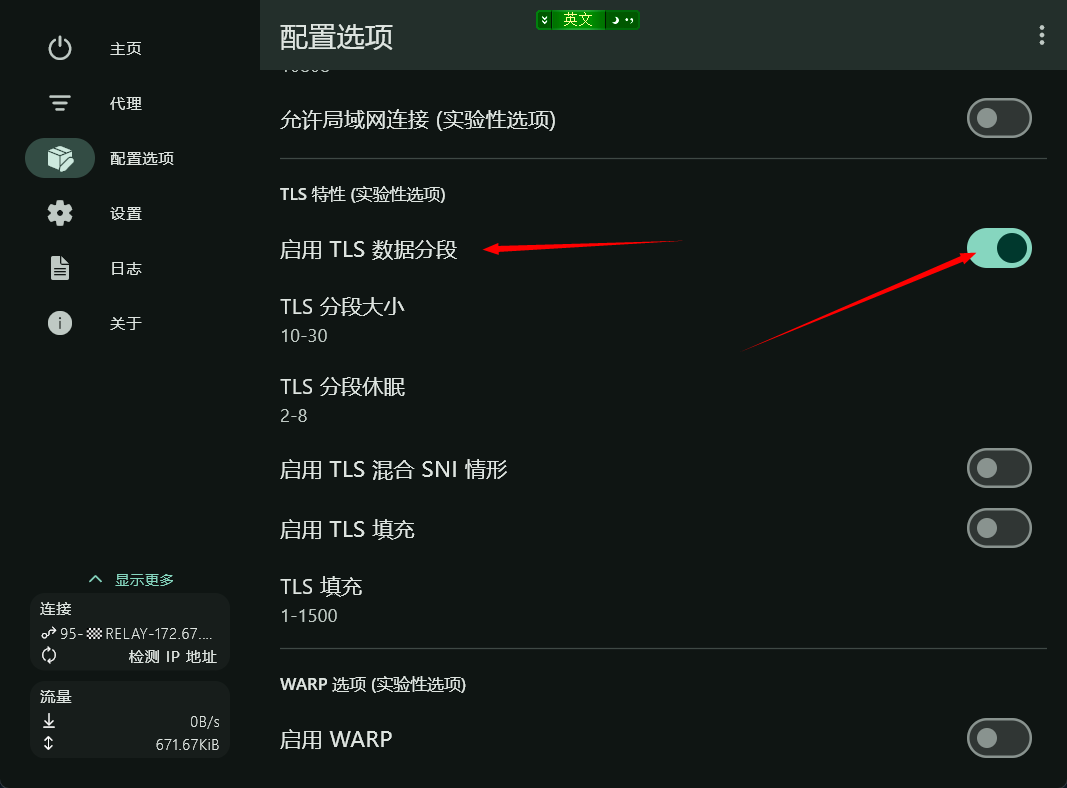 英文
主页
代理
配置选项
设置
日志
关于
显示更多
连接
95-🏁RELAY-172.67....
检测 IP 地址
流量
0B/s
671.67KiB
配置选项
允许局域网连接 (实验性选项)
TLS 特性 (实验性选项)
启用 TLS 数据分段
TLS 分段大小
10-30
TLS 分段休眠
2-8
启用 TLS 混合 SNI 情形
启用 TLS 填充
TLS 填充
1-1500
WARP 选项 (实验性选项)
启用 WARP